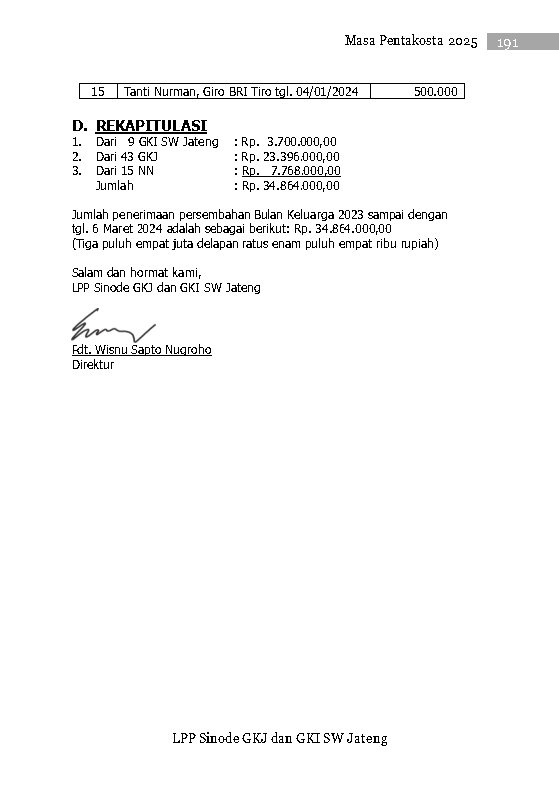 Masa Pentakosta 2025 191
15 Tanti Nurman, Giro BRI Tiro tgl. 04/01/2024 500.000
D. REKAPITULASI
1. Dari 9 GKI SW Jateng : Rp. 3.700.000,00
2. Dari 43 GKJ : Rp. 23.396.000,00
3. Dari 15 NN : Rp. 7.768.000,00
Jumlah : Rp. 34.864.000,00
Jumlah penerimaan persembahan Bulan Keluarga 2023 sampai dengan
tgl. 6 Maret 2024 adalah sebagai berikut: Rp. 34.864.000,00
(Tiga puluh empat juta delapan ratus enam puluh empat ribu rupiah)
Salam dan hormat kami,
LPP Sinode GKJ dan GKI SW Jateng
Pdt. Wisnu Sapto Nugroho
Direktur
LPP Sinode GKJ dan GKI SW Jateng